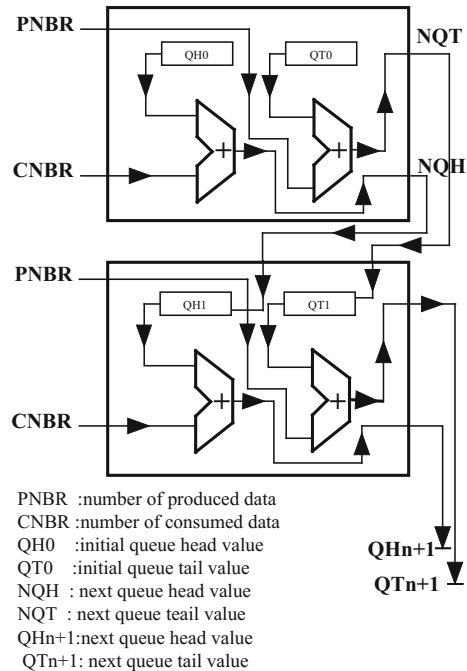 PNBR
NQT
QH0
QT0
+
+
CNBR
NQH
PNBR
QH1
QT1
+
+
CNBR
QHn+1
QTn+1
PNBR :number of produced data
CNBR :number of consumed data
QH0 :initial queue head value
QT0 :initial queue tail value
NQH : next queue head value
NQT : next queue teail value
QHn+1:next queue head value
QTn+1: next queue tail value